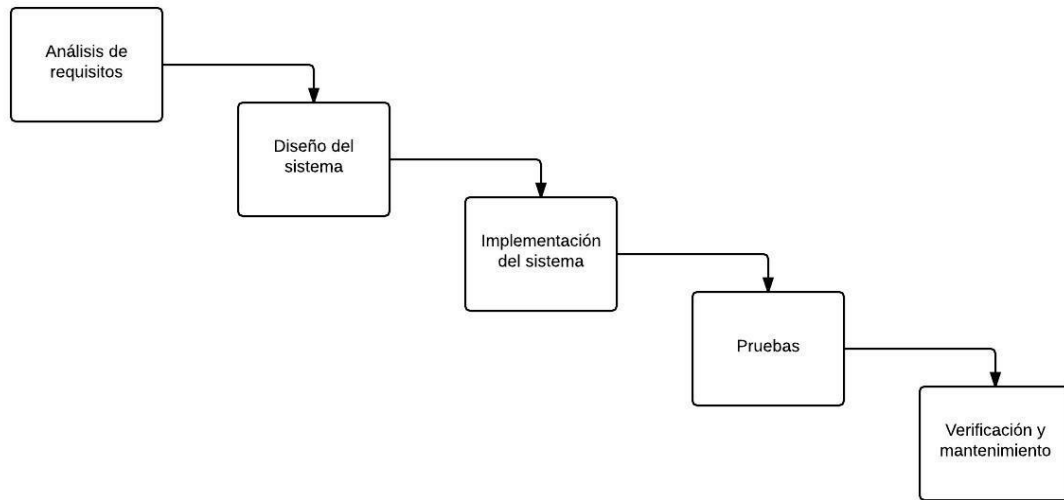 Análisis de
requisitos
Diseño del
sistema
Implementación
del sistema
Pruebas
Verificación y
mantenimiento